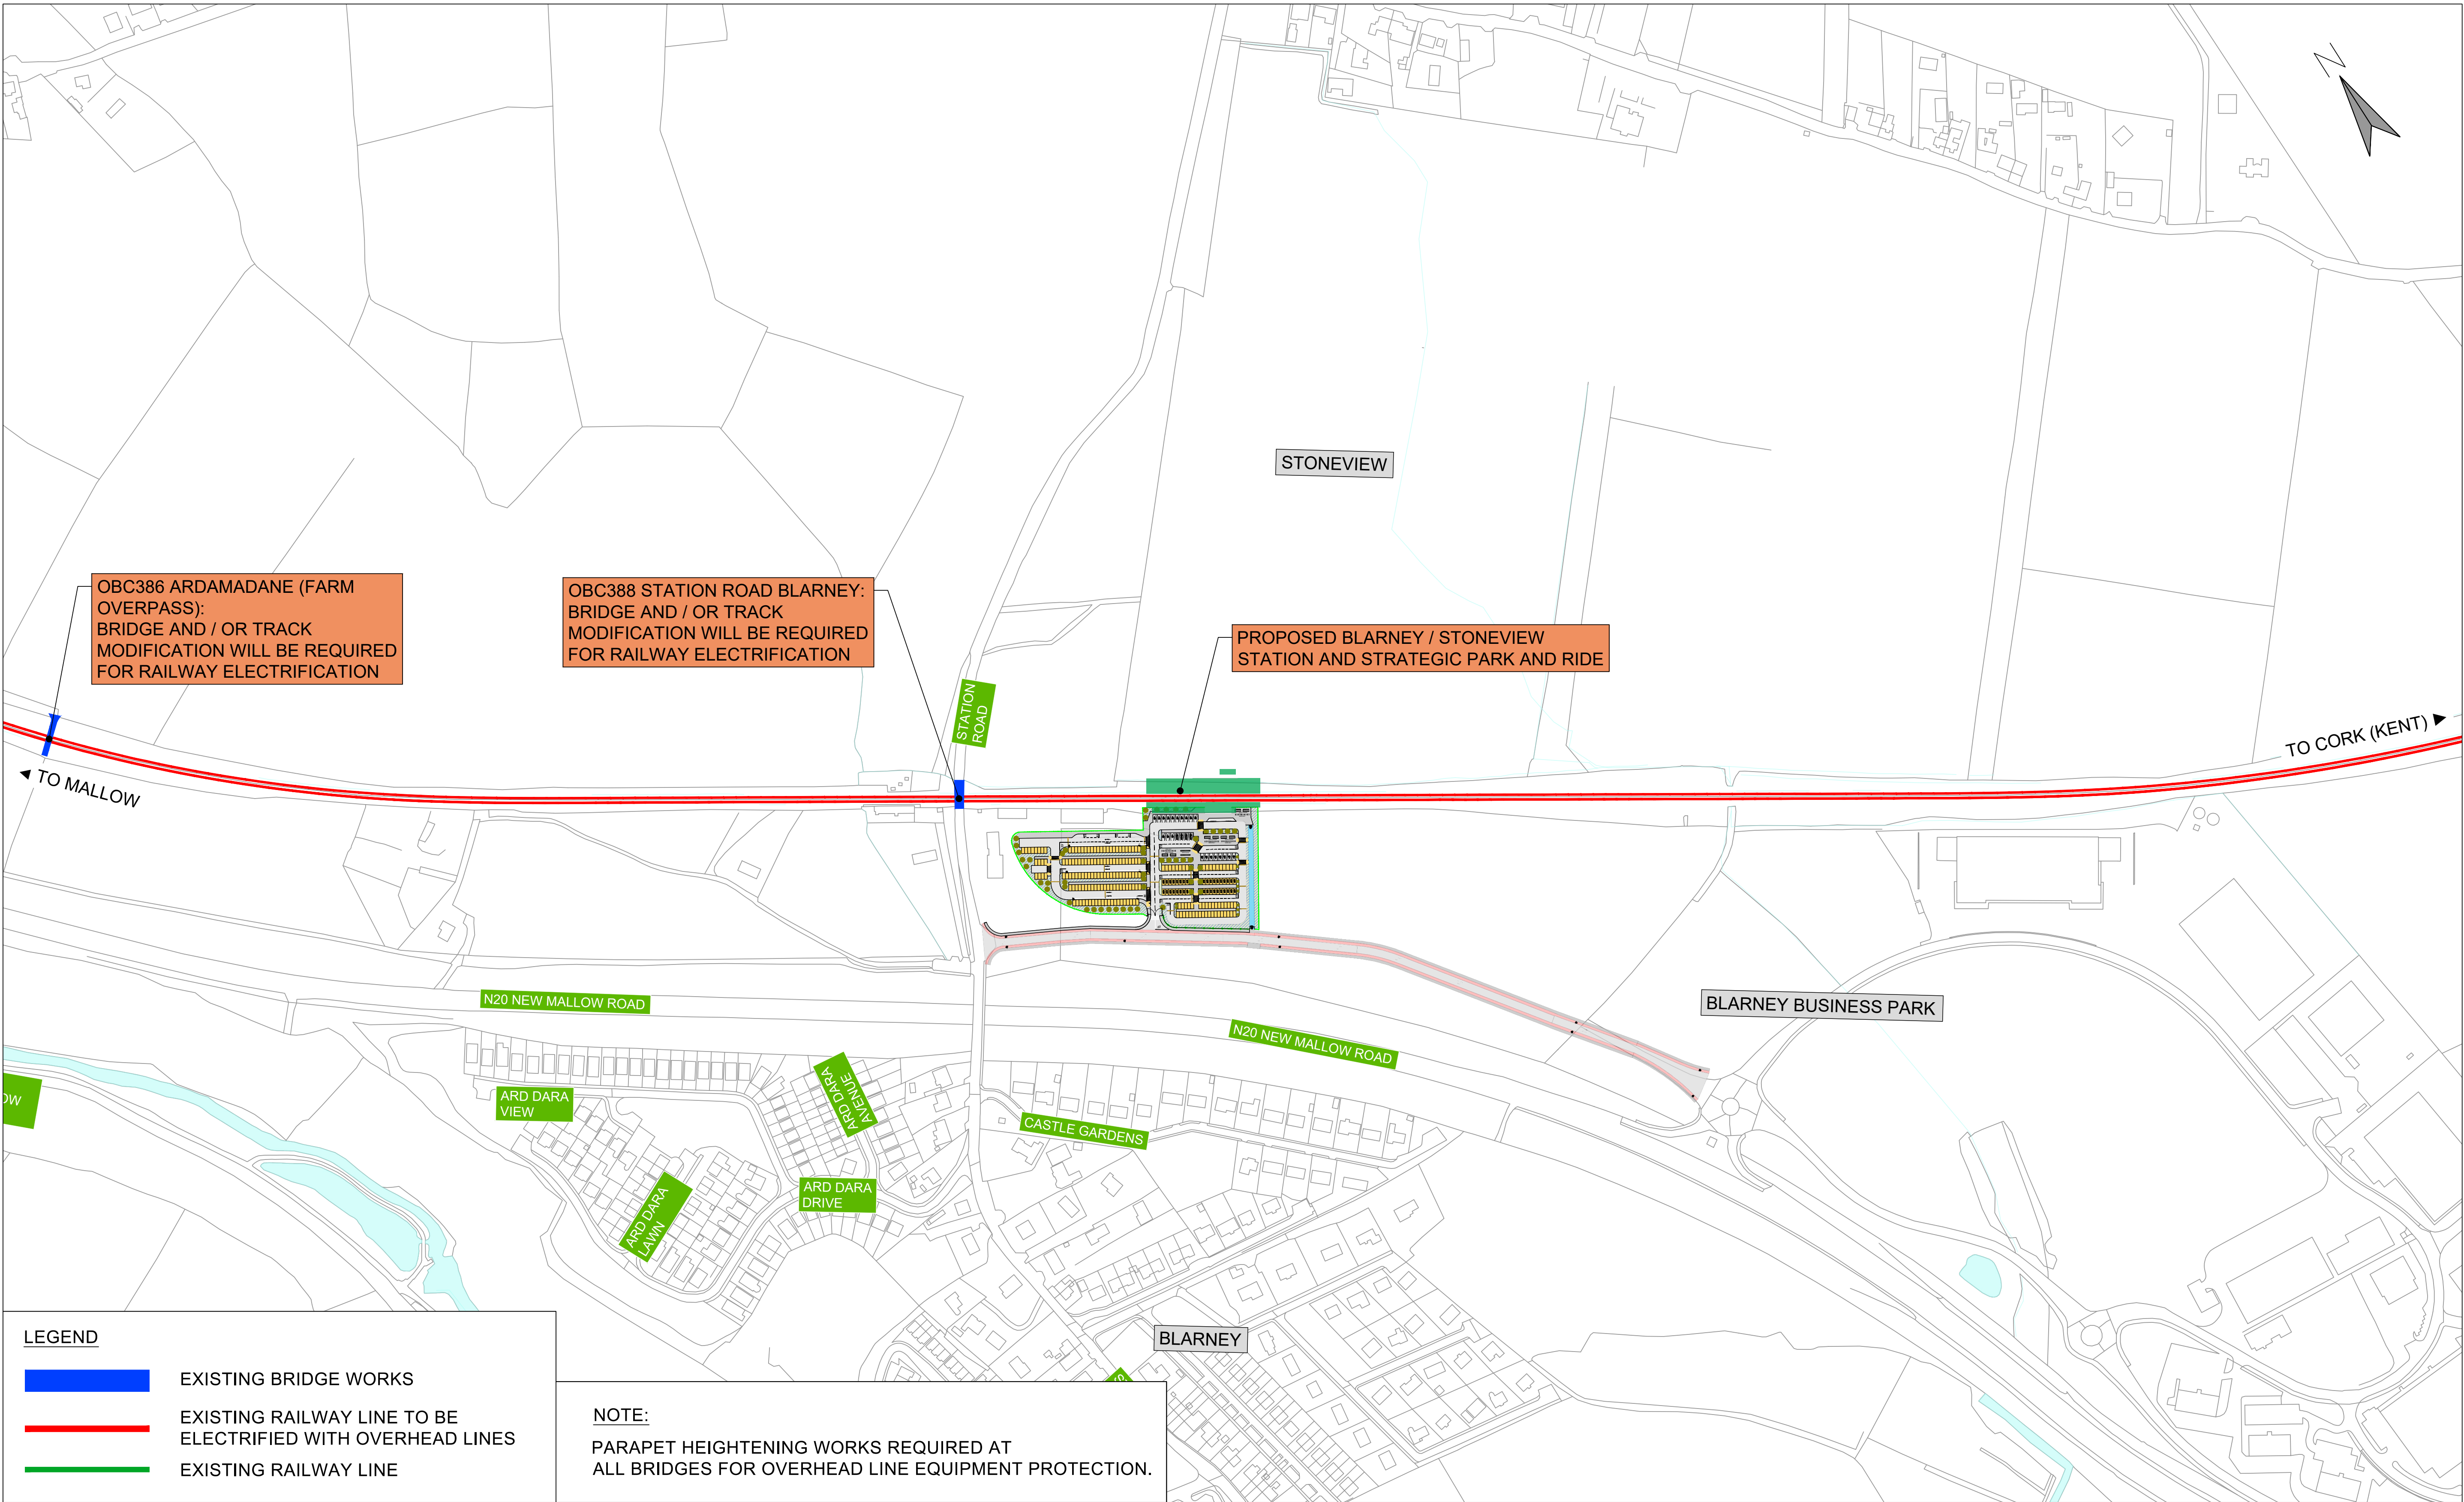 N
STONEVIEW
OBC386 ARDAMADANE (FARM
OVERPASS):
BRIDGE AND / OR TRACK
MODIFICATION WILL BE REQUIRED
FOR RAILWAY ELECTRIFICATION
OBC388 STATION ROAD BLARNEY:
BRIDGE AND / OR TRACK
MODIFICATION WILL BE REQUIRED
FOR RAILWAY ELECTRIFICATION
PROPOSED BLARNEY / STONEVIEW
STATION AND STRATEGIC PARK AND RIDE
STATION
ROAD
TO CORK (KENT) ►
◄ TO MALLOW
N20 NEW MALLOW ROAD
BLARNEY BUSINESS PARK
N20 NEW MALLOW ROAD
OW
ARD DARA
VIEW
ARD DARA
AVENUE
CASTLE GARDENS
ARD DARA
DRIVE
ARD DARA
LAWN
BLARNEY
LEGEND
EXISTING BRIDGE WORKS
EXISTING RAILWAY LINE TO BE
ELECTRIFIED WITH OVERHEAD LINES
EXISTING RAILWAY LINE
NOTE:
PARAPET HEIGHTENING WORKS REQUIRED AT
ALL BRIDGES FOR OVERHEAD LINE EQUIPMENT PROTECTION.